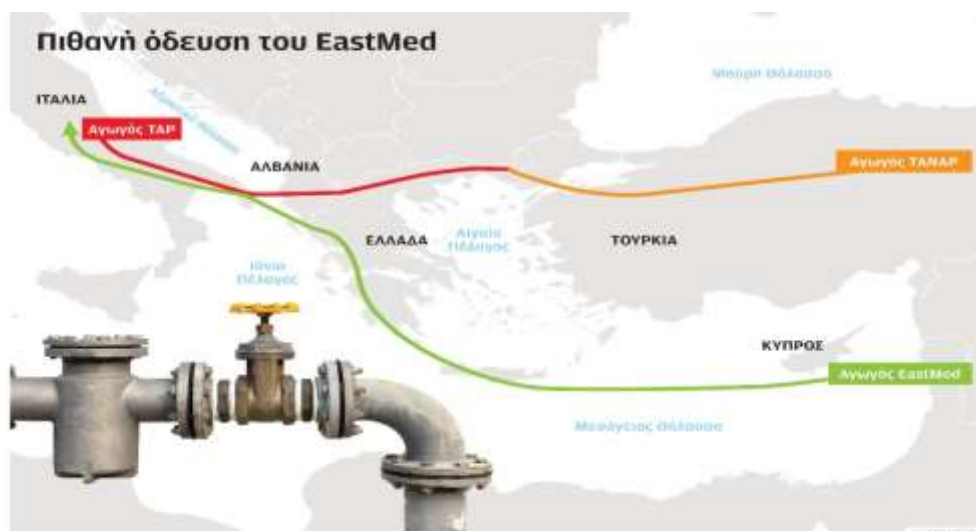 Πιθανή όδευση του EastMed
Μαύρη Θάλασσα
ΙΤΑΛΙΑ
Αγωγός TAP
ΑΛΒΑΝΙΑ
Αγωγός TANAP
ΕΛΛΑΔΑ
Αιγαίο
Πέλαγος
ΤΟΥΡΚΙΑ
Ιόνιο
Πέλαγος
ΚΥΠΡΟΣ
Αγωγός EastMed
Μεσόγειος Θάλασσα